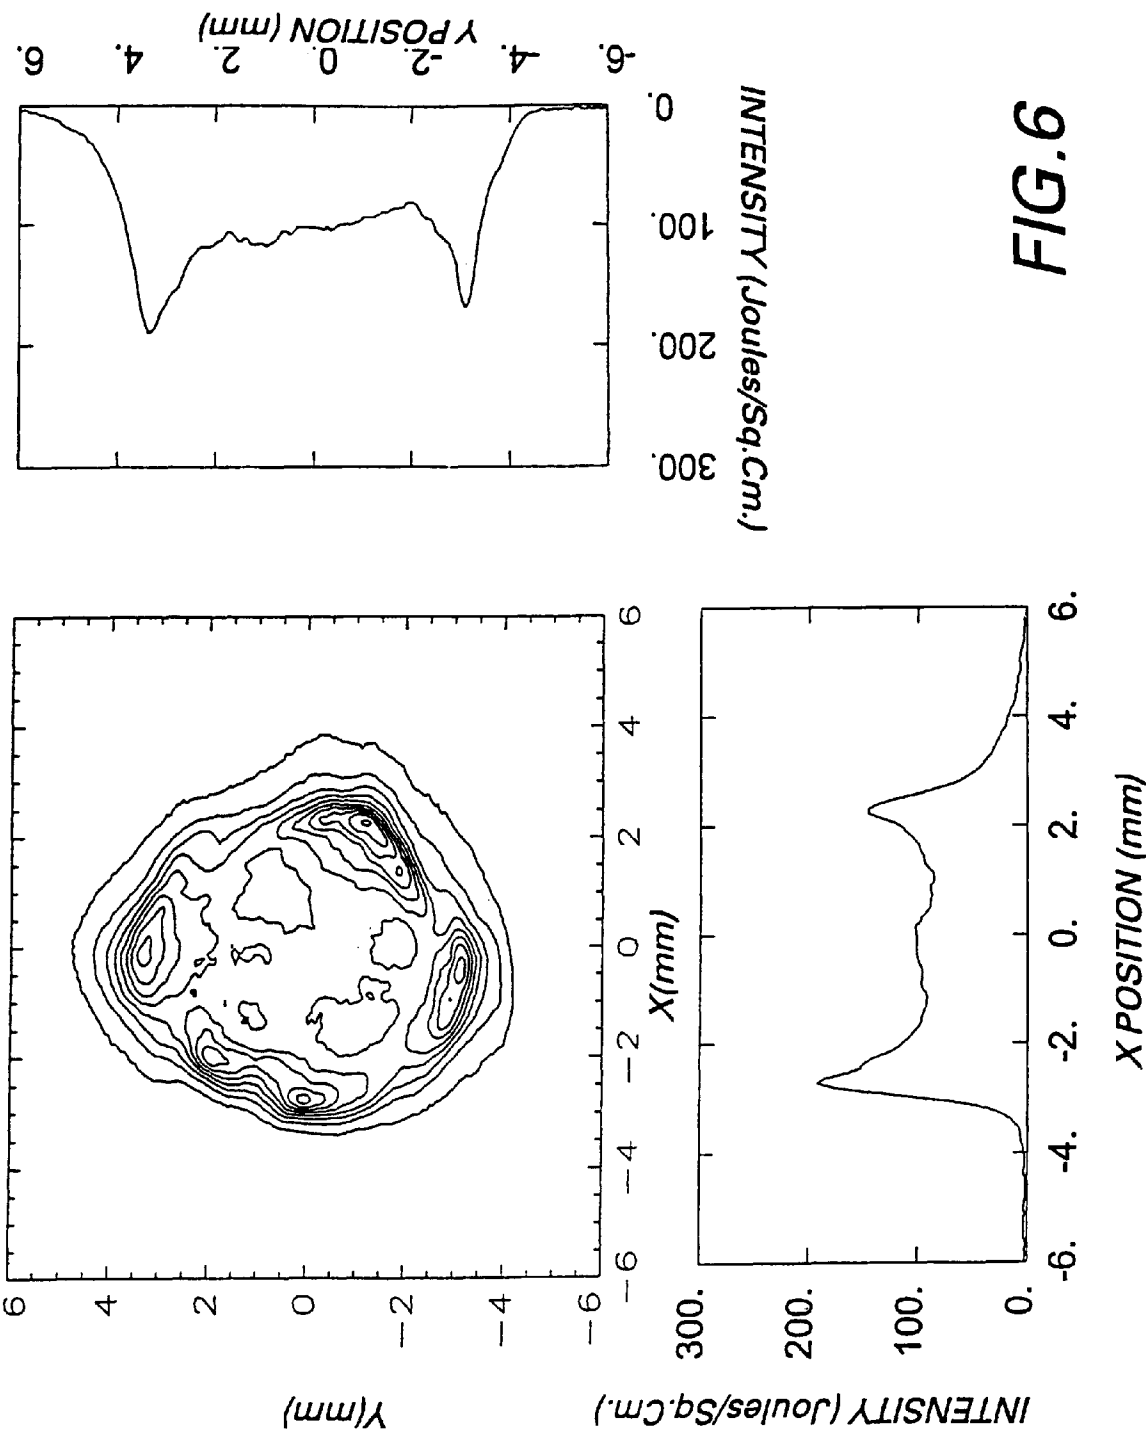 6 4 2 0 −2 −4 −6
Y(mm)
−6 −4 −2 0 2 4 6
X(mm)
6. 4. 2. 0. -2. -4. -6.
Y POSITION (mm)
0. 100. 200. 300.
INTENSITY (Joules/Sq.Cm.)
300. 200. 100. 0.
INTENSITY (Joules/Sq.Cm.)
-6. -4. -2. 0. 2. 4. 6.
X POSITION (mm)
FIG.6